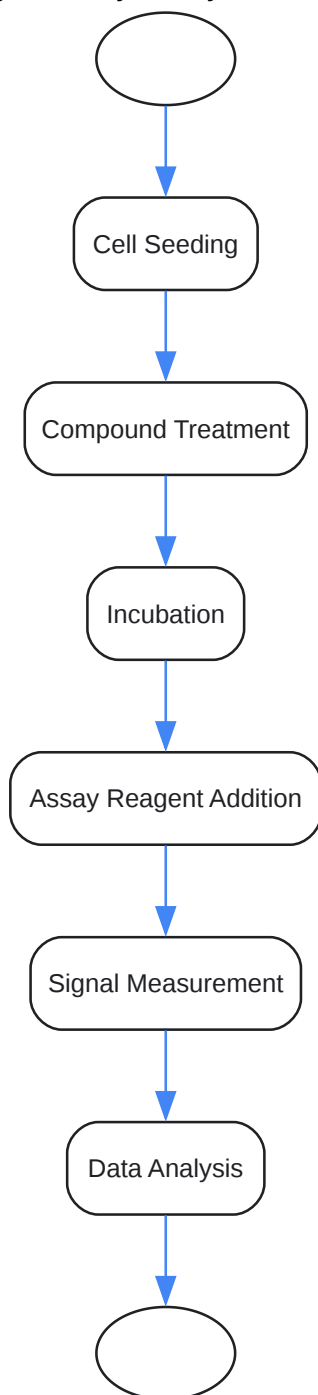 Cell Seeding
Compound Treatment
Incubation
Assay Reagent Addition
Signal Measurement
Data Analysis